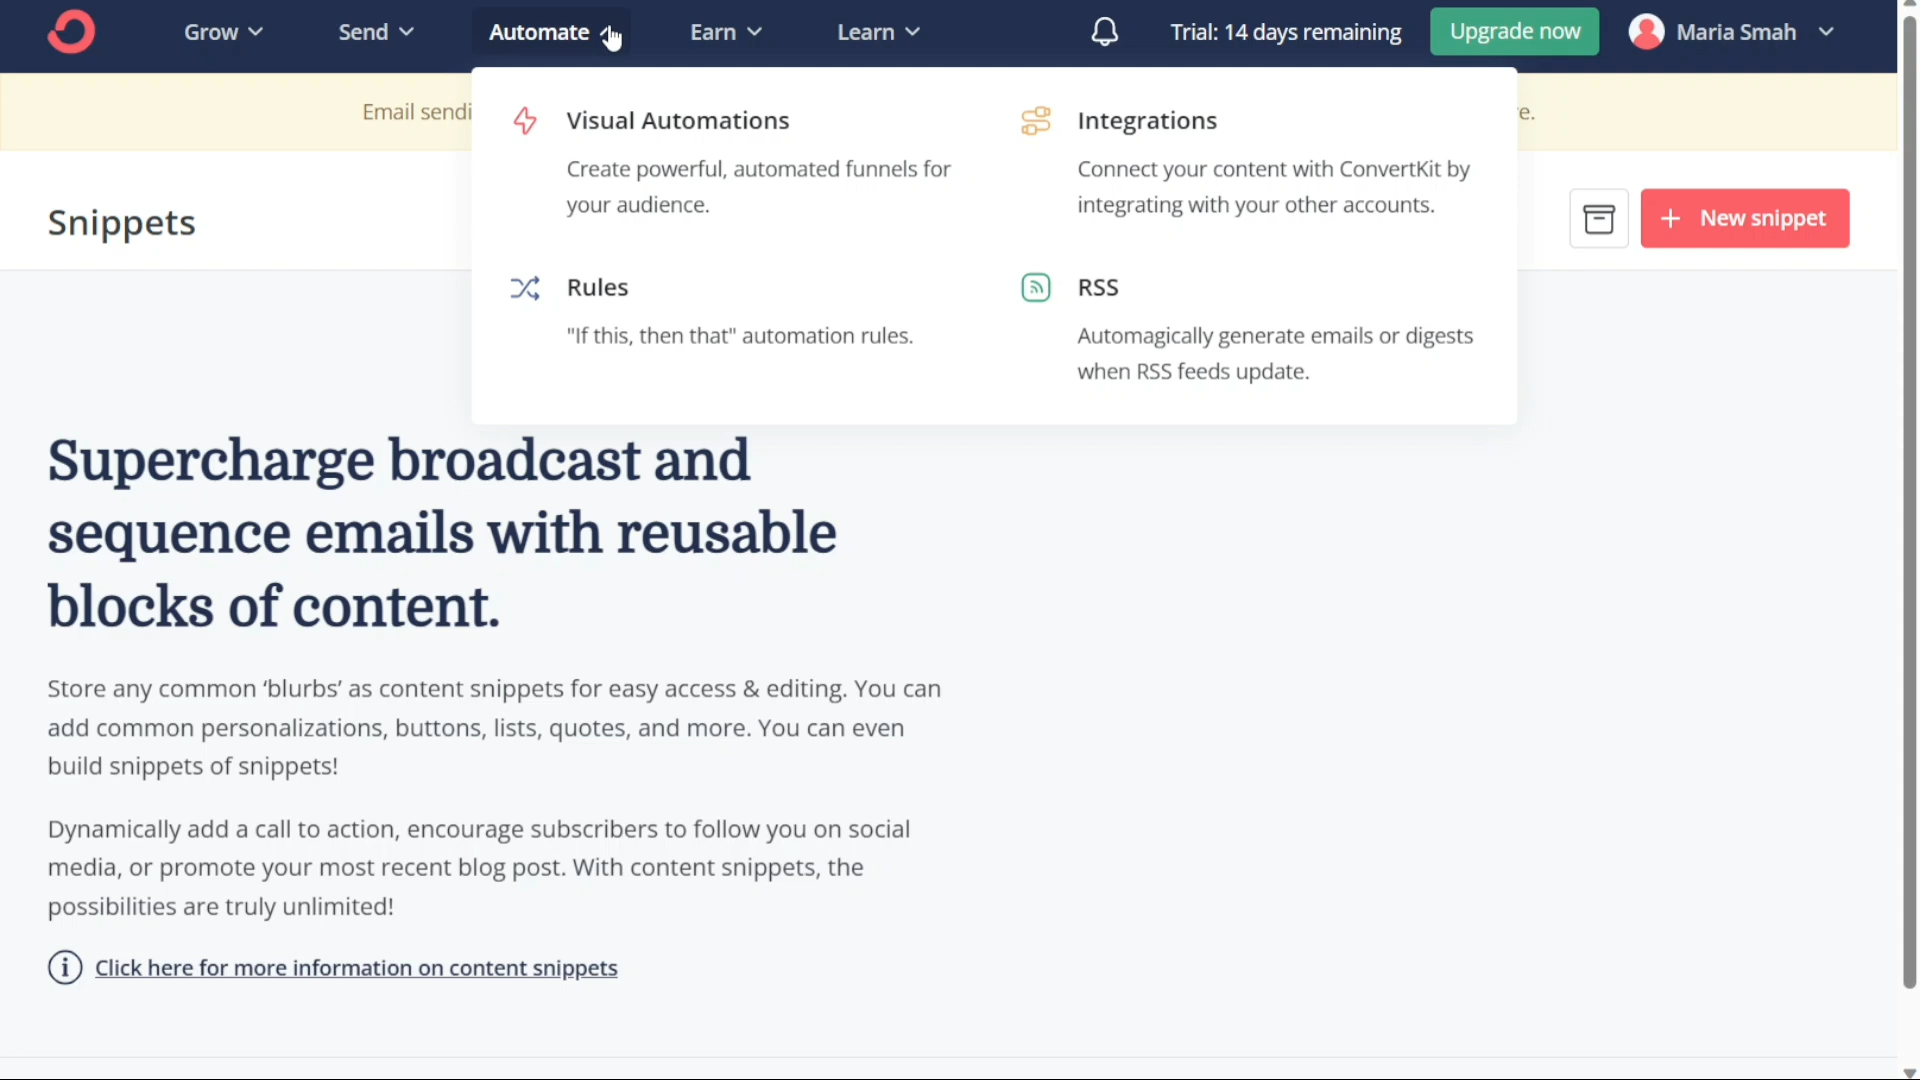 Grow Send Automate Earn Learn Trial: 14 days remaining Upgrade now Maria Smah
Email sendi
e.
Visual Automations
Create powerful, automated funnels for
your audience.
Integrations
Connect your content with ConvertKit by
integrating with your other accounts.
Rules
"If this, then that" automation rules.
RSS
Automagically generate emails or digests
when RSS feeds update.
Snippets
+ New snippet
Supercharge broadcast and
sequence emails with reusable
blocks of content.
Store any common ‘blurbs’ as content snippets for easy access & editing. You can
add common personalizations, buttons, lists, quotes, and more. You can even
build snippets of snippets!
Dynamically add a call to action, encourage subscribers to follow you on social
media, or promote your most recent blog post. With content snippets, the
possibilities are truly unlimited!
Click here for more information on content snippets